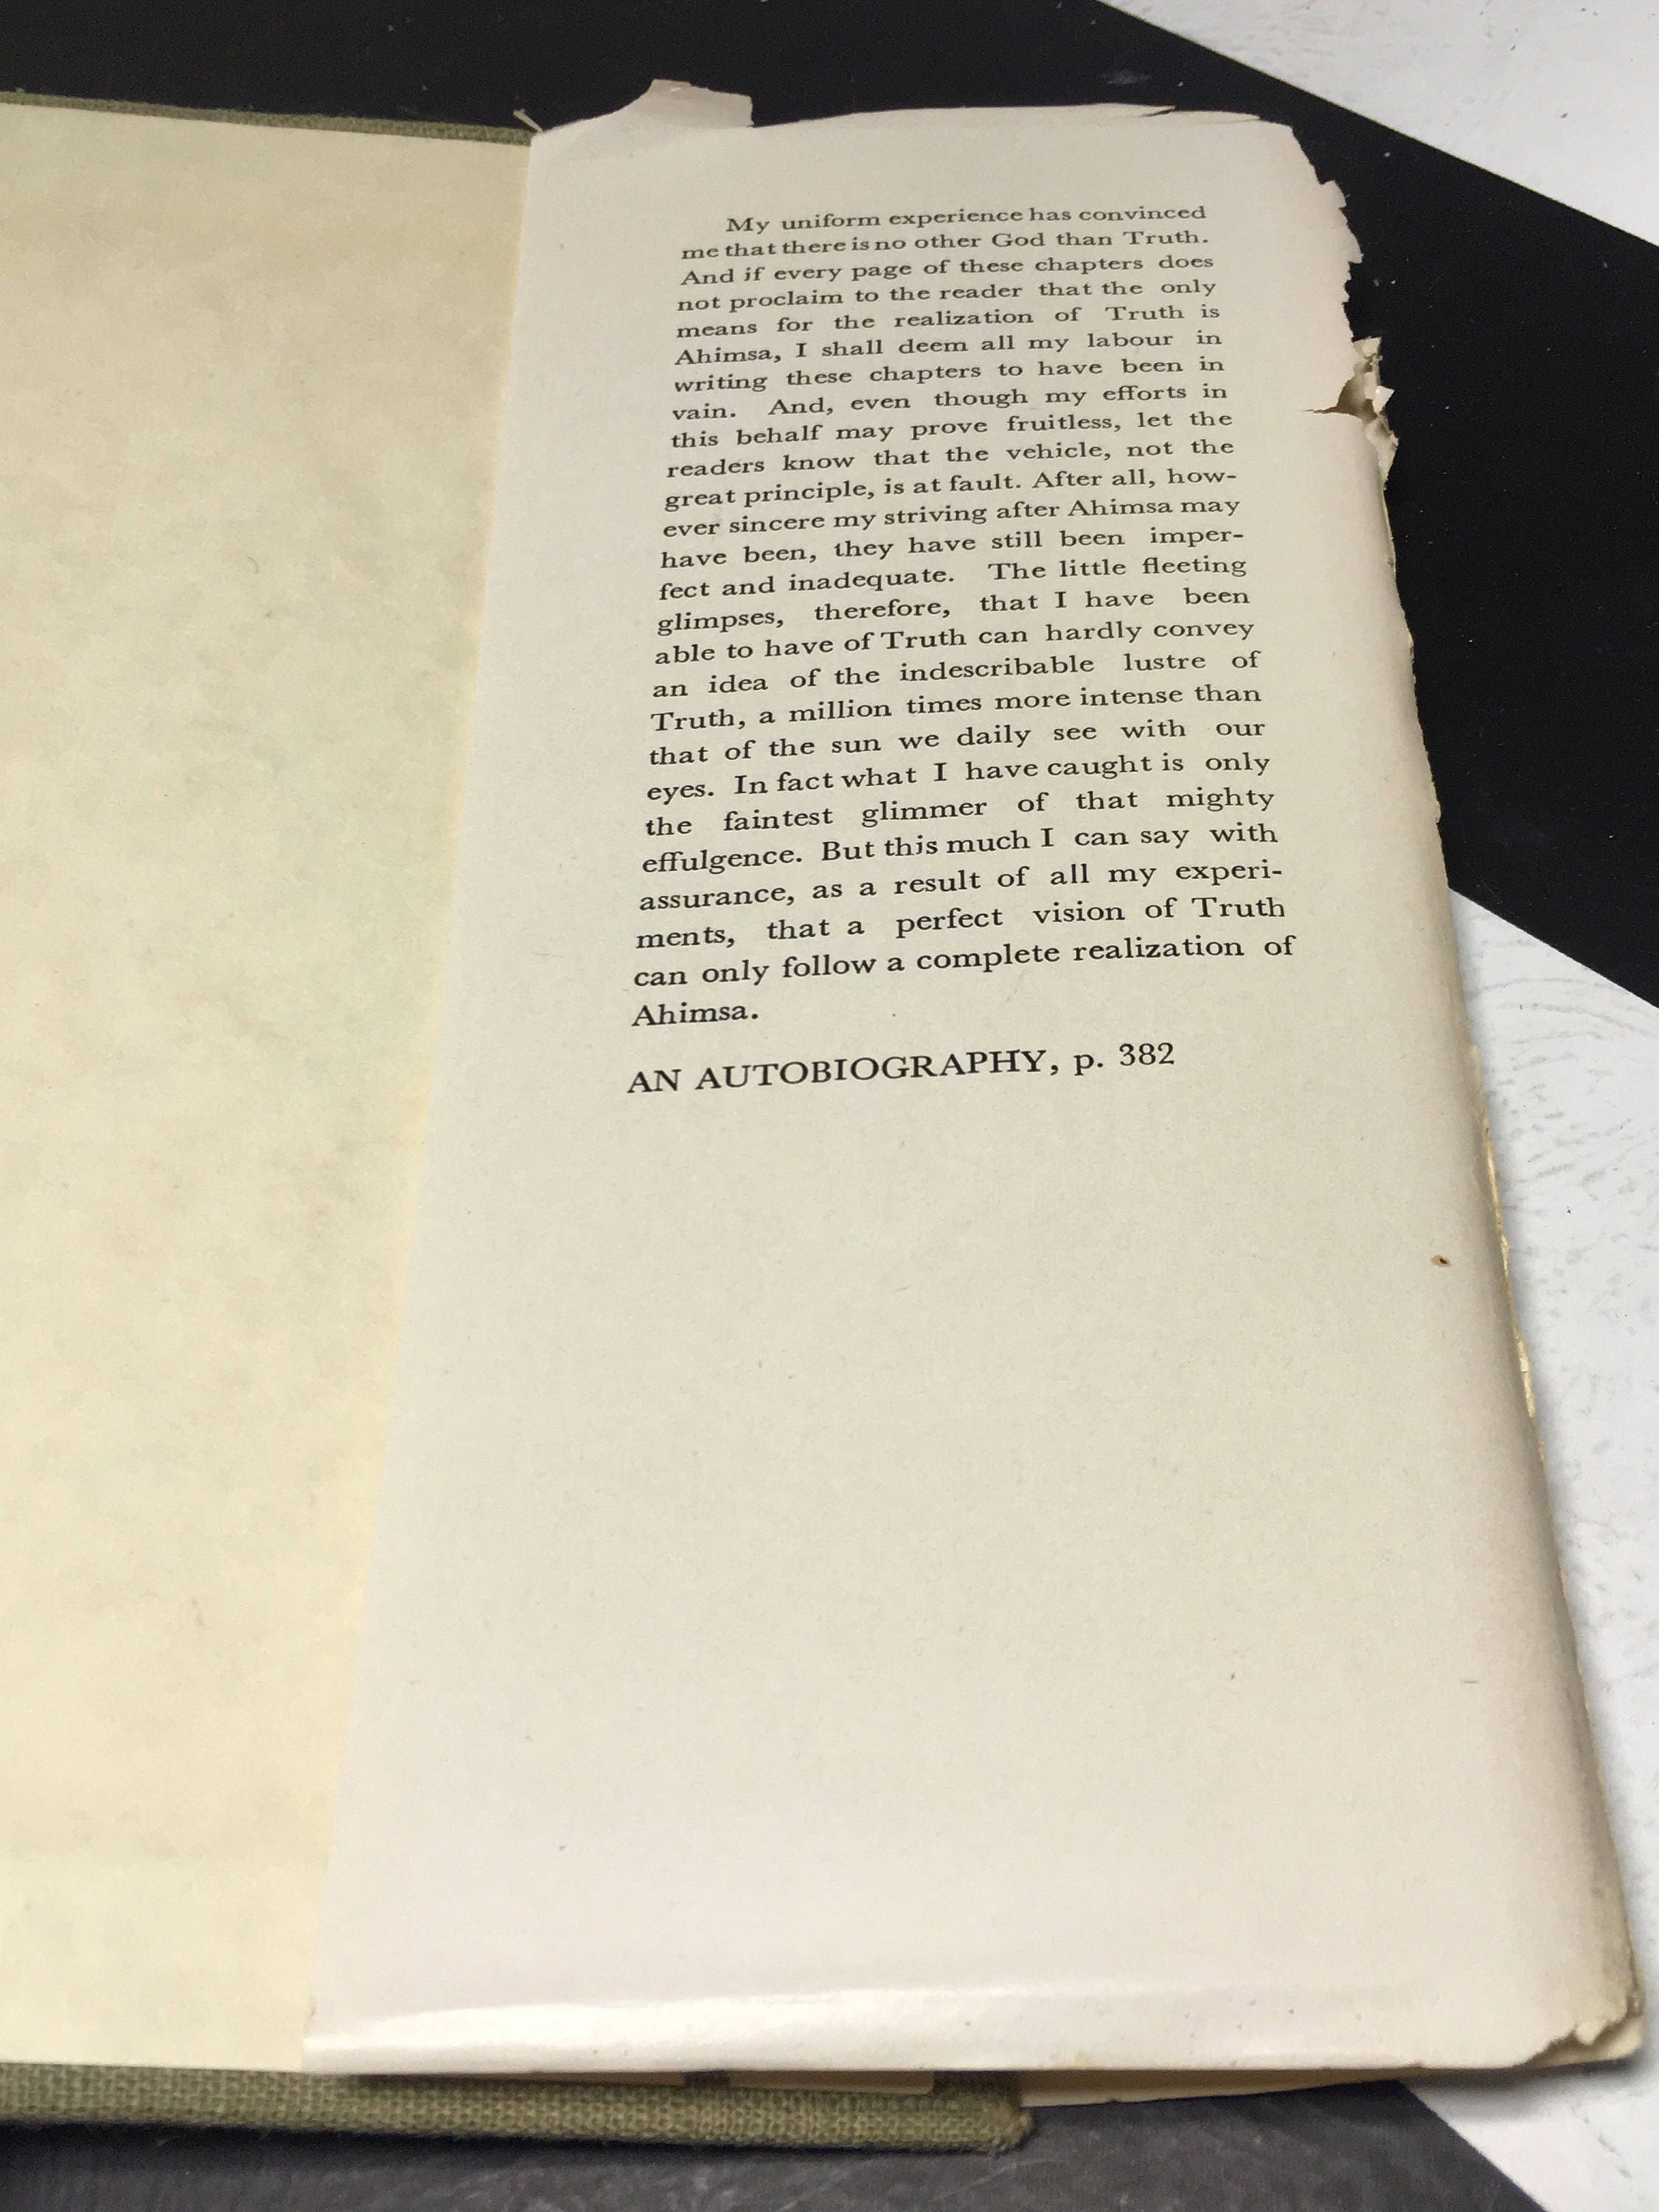 My uniform experience has convinced
me that there is no other God than Truth.
And if every page of these chapters does
not proclaim to the reader that the only
means for the realization of Truth is
Ahimsa, I shall deem all my labour in
writing these chapters to have been in
vain. And, even though my efforts in
this behalf may prove fruitless, let the
readers know that the vehicle, not the
great principle, is at fault. After all, how-
ever sincere my striving after Ahimsa may
have been, they have still been imper-
fect and inadequate. The little fleeting
glimpses, therefore, that I have been
able to have of Truth can hardly convey
an idea of the indescribable lustre of
Truth, a million times more intense than
that of the sun we daily see with our
eyes. In fact what I have caught is only
the faintest glimmer of that mighty
effulgence. But this much I can say with
assurance, as a result of all my experi-
ments, that a perfect vision of Truth
can only follow a complete realization of
Ahimsa.
AN AUTOBIOGRAPHY, p. 382